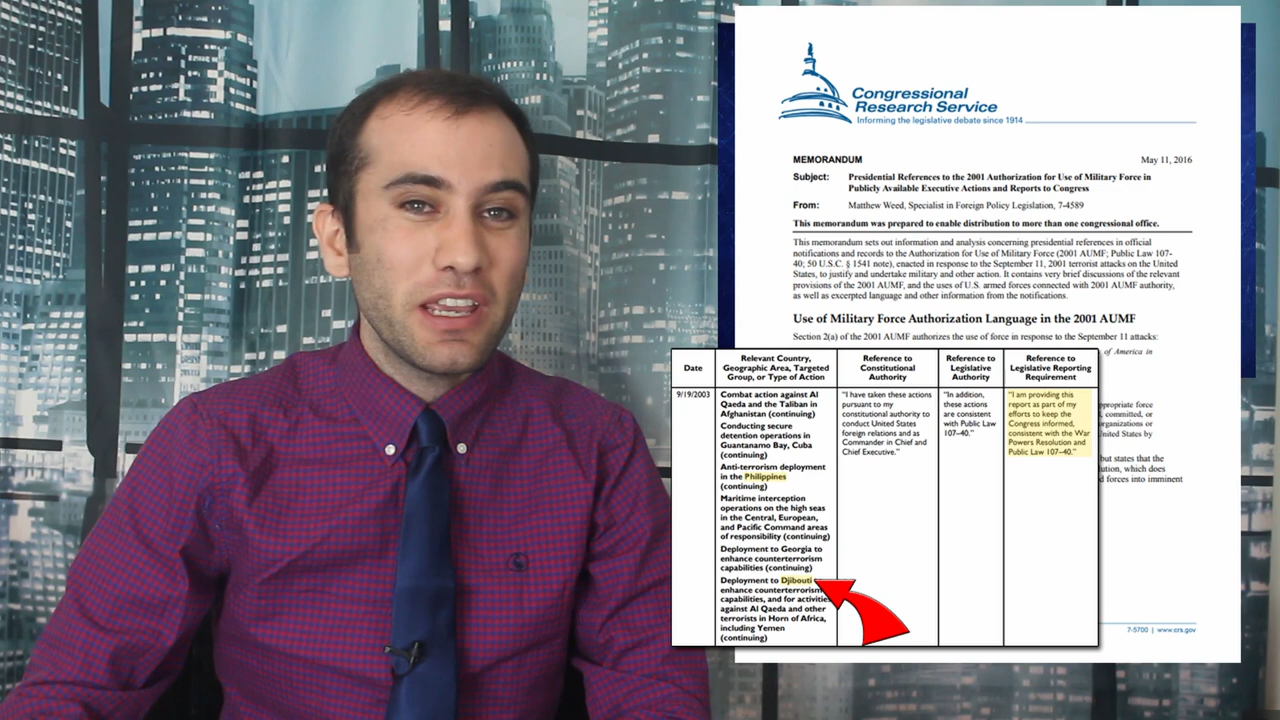 Congressional
Research Service
Informing the legislative debate since 1914
MEMORANDUM
May 11, 2016
Subject:
Presidential References to the 2001 Authorization for Use of Military Force in
Publicly Available Executive Actions and Reports to Congress
From:
Matthew Weed, Specialist in Foreign Policy Legislation, 7-4589
This memorandum was prepared to enable distribution to more than one congressional office.
This memorandum sets out information and analysis concerning presidential references in official
notifications and records to the Authorization for Use of Military Force (2001 AUMF; Public Law 107-
40; 50 U.S.C. § 1541 note), enacted in response to the September 11, 2001 terrorist attacks on the United
States, to justify and undertake military and other action. It contains very brief discussions of the relevant
provisions of the 2001 AUMF, and the uses of U.S. armed forces connected with 2001 AUMF authority,
as well as excerpted language and other information from the notifications.
Use of Military Force Authorization Language in the 2001 AUMF
Section 2(a) of the 2001 AUMF authorizes the use of force in response to the September 11 attacks:
of America in
force
, committed, or
organizations or
United States by
but states that the
which does
forces into imminent
7-5700 | www.crs.gov
Date
Relevant Country,
Geographic Area, Targeted
Group, or Type of Action
Reference to
Constitutional
Authority
Reference to
Legislative
Authority
Reference to
Legislative Reporting
Requirement
9/19/2003
Combat action against Al
Qaeda and the Taliban in
Afghanistan (continuing)
Conducting secure
detention operations in
Guantanamo Bay, Cuba
(continuing)
Anti-terrorism deployment
in the Philippines
(continuing)
Maritime interception
operations on the high seas
in the Central, European,
and Pacific Command areas
of responsibility (continuing)
Deployment to Georgia to
enhance counterterrorism
capabilities (continuing)
Deployment to Djibouti
enhance counterterrorism
capabilities, and for activities
against Al Qaeda and other
terrorists in Horn of Africa,
including Yemen
(continuing)
"I have taken these actions
pursuant to my
constitutional authority to
conduct United States
foreign relations and as
Commander in Chief and
Chief Executive."
"In addition,
these actions
are consistent
with Public Law
107–40."
"I am providing this
report as part of my
efforts to keep the
Congress informed,
consistent with the War
Powers Resolution and
Public Law 107–40."